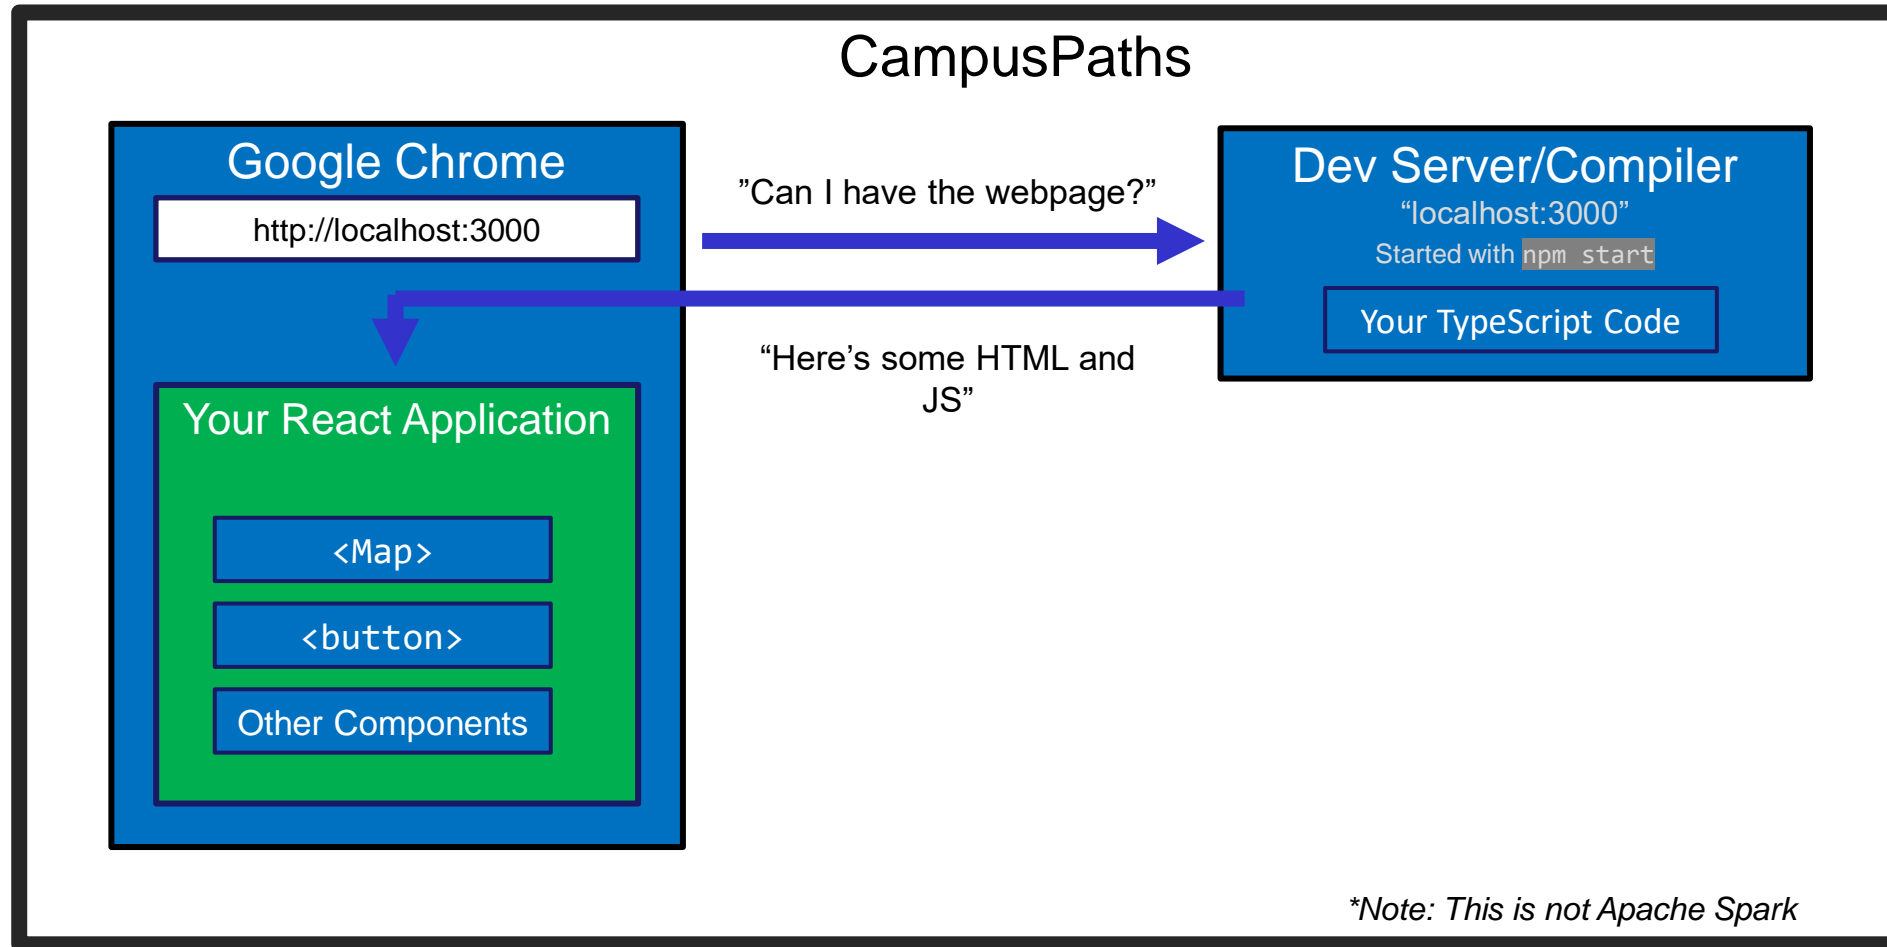 CampusPaths
Google Chrome
http://localhost:3000
”Can I have the webpage?”
Dev Server/Compiler
“localhost:3000”
Started with npm start
Your TypeScript Code
“Here’s some HTML and
JS”
Your React Application
<Map>
<button>
Other Components
*Note: This is not Apache Spark